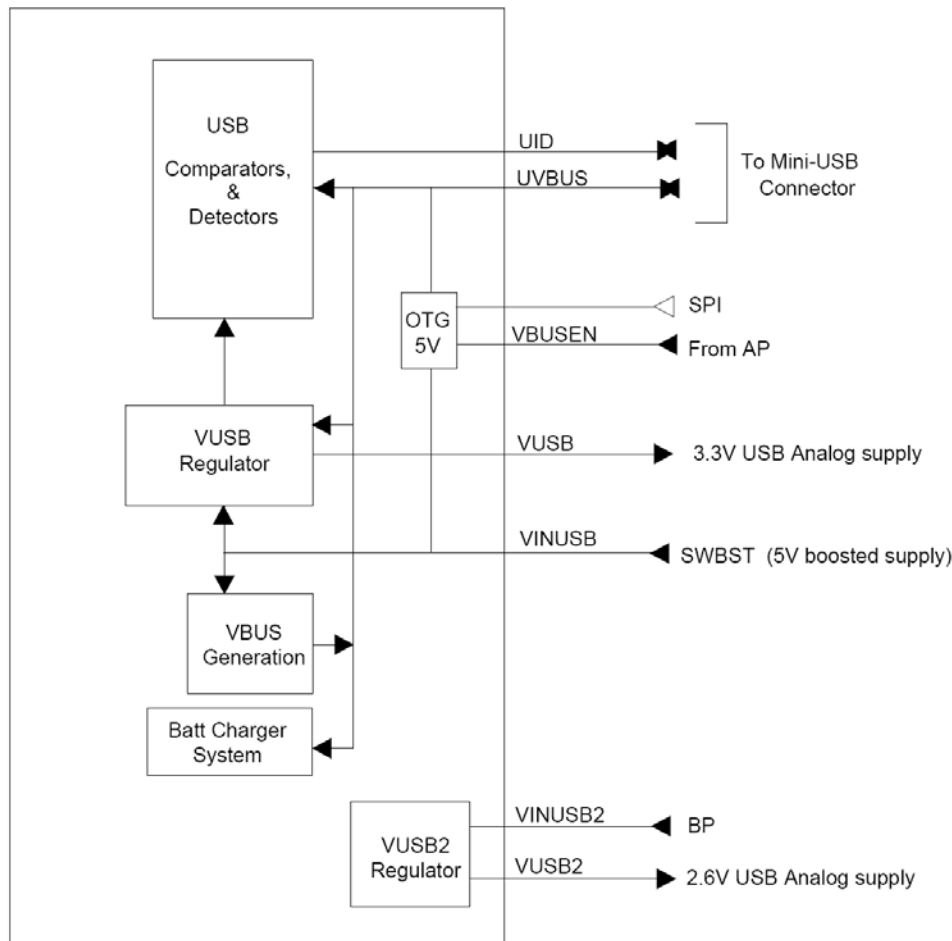 USB
Comparators,
&
Detectors
UID
UVBUS
To Mini-USB
Connector
OTG
5V
SPI
VBUSEN
From AP
VUSB
Regulator
VUSB
3.3V USB Analog supply
VINUSB
SWBST (5V boosted supply)
VBUS
Generation
Batt Charger
System
VUSB2
Regulator
VINUSB2
BP
VUSB2
2.6V USB Analog supply